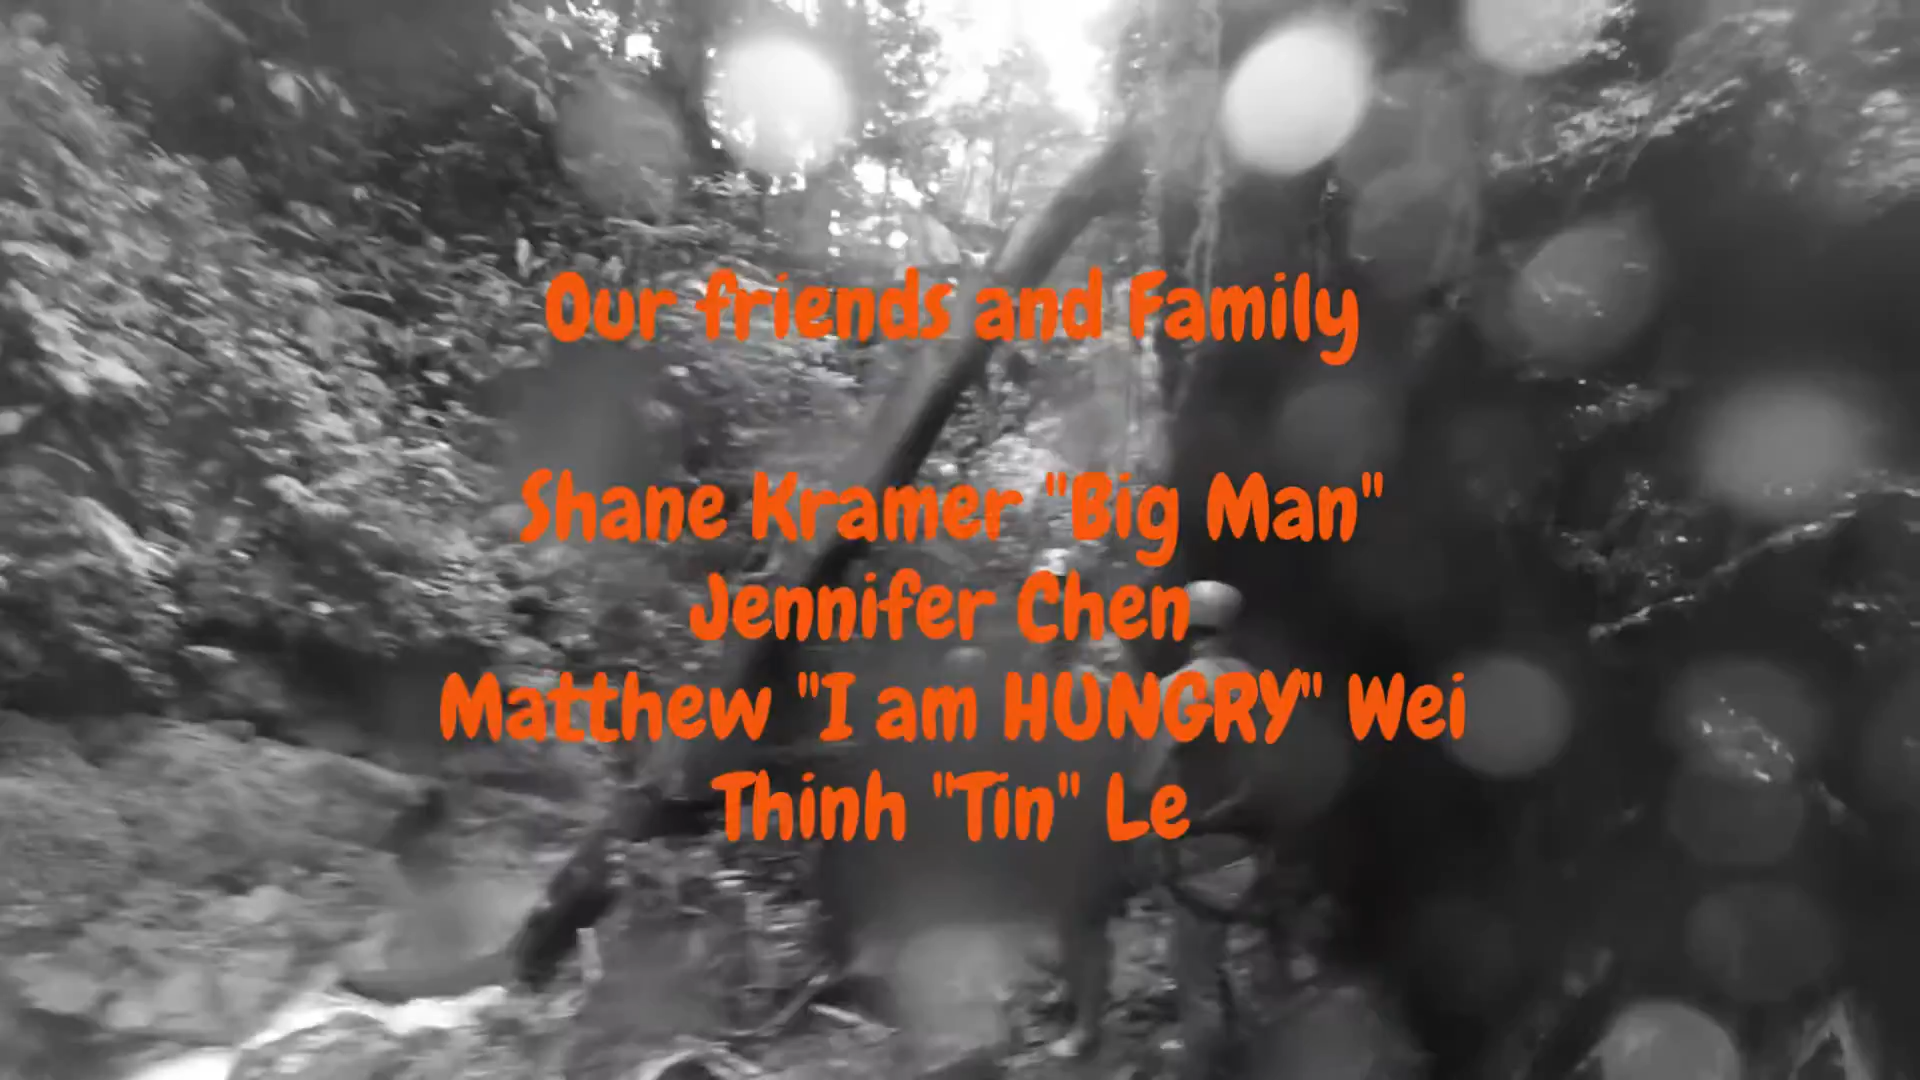 Our friends and Family
Shane Kramer "Big Man"
Jennifer Chen
Matthew "I am HUNGRY" Wei
Thinh "Tin" Le